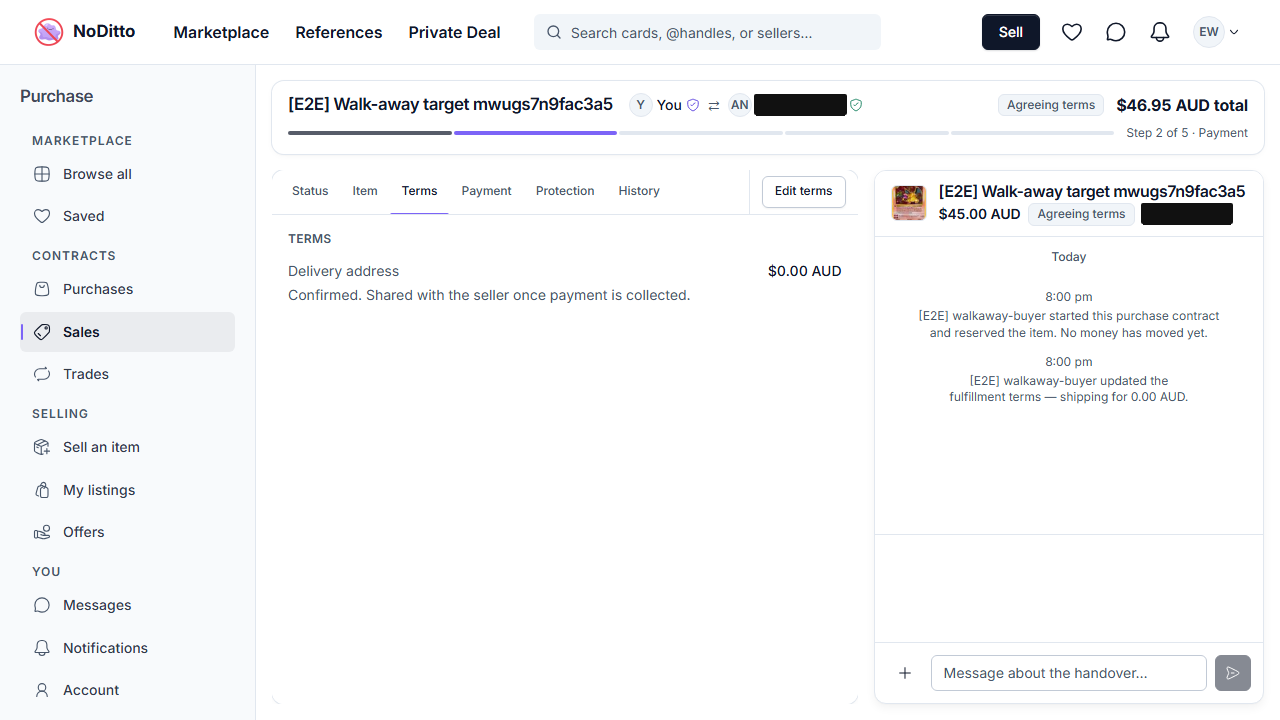 NoDitto
Marketplace
References
Private Deal
Search cards, @handles, or sellers...
Sell
EW
Purchase
MARKETPLACE
Browse all
Saved
CONTRACTS
Purchases
Sales
Trades
SELLING
Sell an item
My listings
Offers
YOU
Messages
Notifications
Account
[E2E] Walk-away target mwugs7n9fac3a5
Y You
AN
Agreeing terms
$46.95 AUD total
Step 2 of 5 · Payment
Status
Item
Terms
Payment
Protection
History
Edit terms
TERMS
Delivery address
$0.00 AUD
Confirmed. Shared with the seller once payment is collected.
[E2E] Walk-away target mwugs7n9fac3a5
$45.00 AUD
Agreeing terms
Today
8:00 pm
[E2E] walkaway-buyer started this purchase contract
and reserved the item. No money has moved yet.
8:00 pm
[E2E] walkaway-buyer updated the
fulfillment terms — shipping for 0.00 AUD.
Message about the handover...